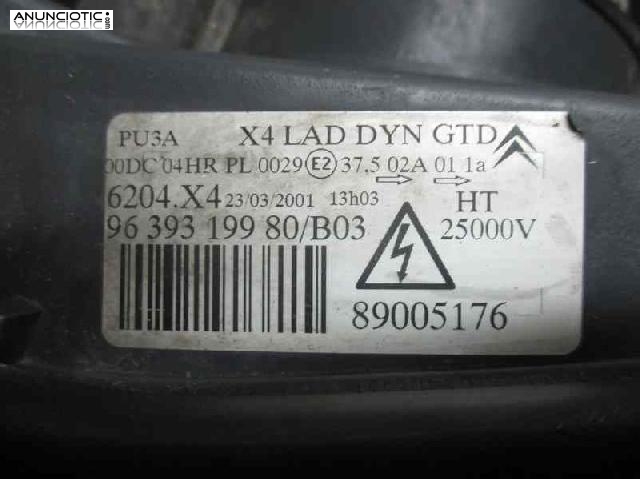 ANUNCIOTIC.com
PU3A X4 LAD DYN GTD
00DC 04HR PL 0029 E2 37,5 02A 01 1a
6204.X4 23/03/2001 13h03 HT
96 393 199 80/B03 25000V
89005176